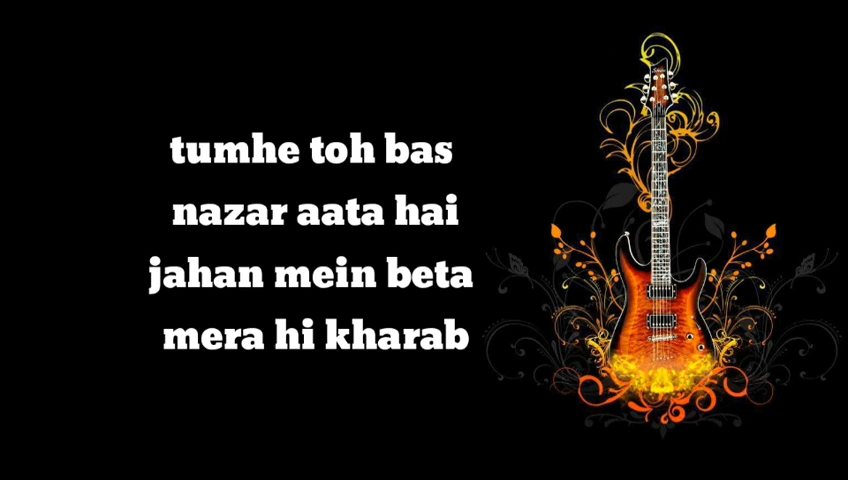 tumhe toh bas
nazar aata hai
jahan mein beta
mera hi kharab